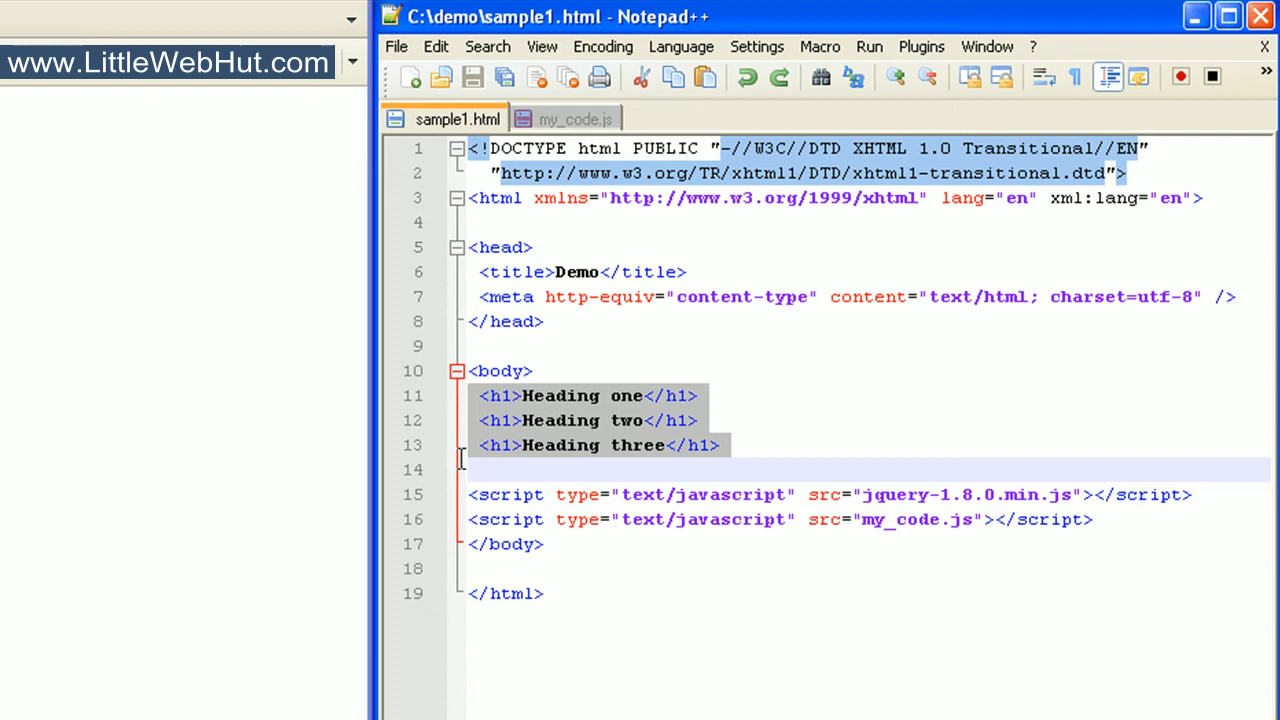 www.LittleWebHut.com
C:\demo\sample1.html - Notepad++
File Edit Search View Encoding Language Settings Macro Run Plugins Window ? X
sample1.html my_code.js
1 <!DOCTYPE html PUBLIC "-//W3C//DTD XHTML 1.0 Transitional//EN"
2 "http://www.w3.org/TR/xhtml1/DTD/xhtml1-transitional.dtd">
3 <html xmlns="http://www.w3.org/1999/xhtml" lang="en" xml:lang="en">
4
5 <head>
6 <title>Demo</title>
7 <meta http-equiv="content-type" content="text/html; charset=utf-8" />
8 </head>
9
10 <body>
11 <h1>Heading one</h1>
12 <h1>Heading two</h1>
13 <h1>Heading three</h1>
14
15 <script type="text/javascript" src="jquery-1.8.0.min.js"></script>
16 <script type="text/javascript" src="my_code.js"></script>
17 </body>
18
19 </html>